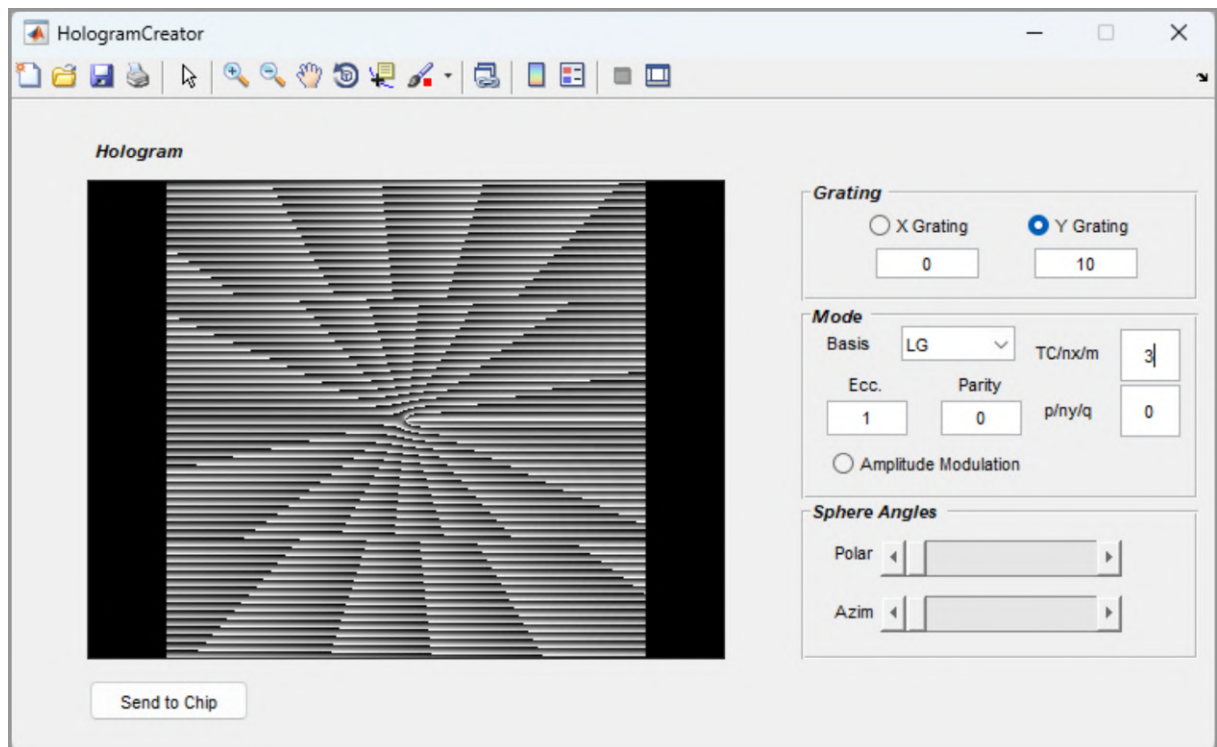 HologramCreator
Hologram
Grating
X Grating
Y Grating
0
10
Mode
Basis
LG
TC/nx/m
3
Ecc.
Parity
p/ny/q
1
0
0
Amplitude Modulation
Sphere Angles
Polar
Azim
Send to Chip